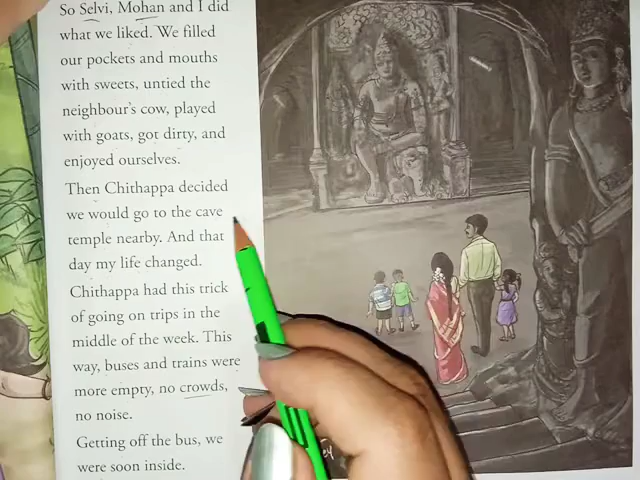 So Selvi, Mohan and I did
what we liked. We filled
our pockets and mouths
with sweets, untied the
neighbour's cow, played
with goats, got dirty, and
enjoyed ourselves.
Then Chithappa decided
we would go to the cave
temple nearby. And that
day my life changed.
Chithappa had this trick
of going on trips in the
middle of the week. This
way, buses and trains were
more empty, no crowds,
no noise.
Getting off the bus, we
were soon inside.